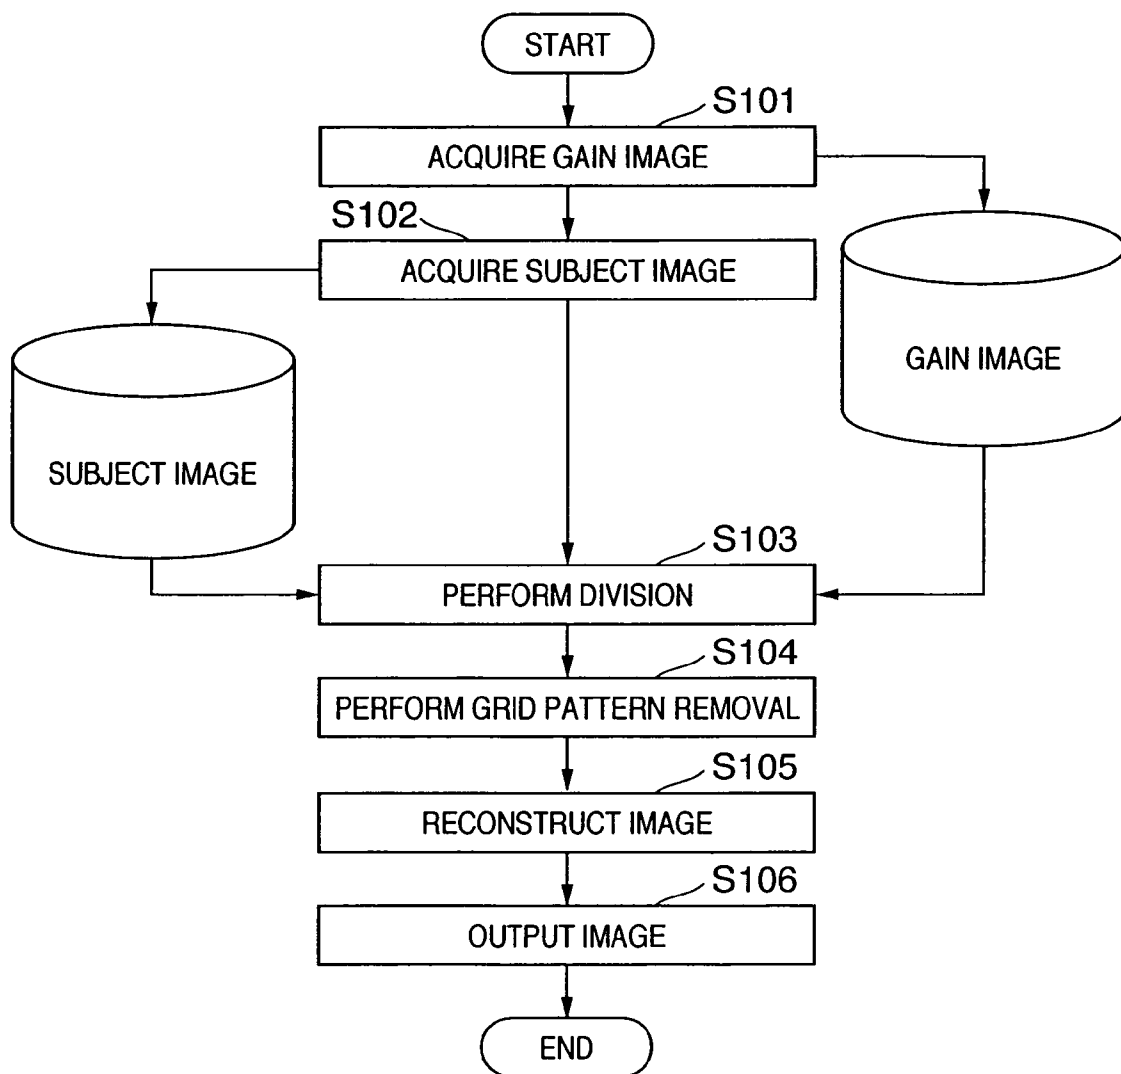 START
S101
ACQUIRE GAIN IMAGE
S102
ACQUIRE SUBJECT IMAGE
GAIN IMAGE
SUBJECT IMAGE
S103
PERFORM DIVISION
S104
PERFORM GRID PATTERN REMOVAL
S105
RECONSTRUCT IMAGE
S106
OUTPUT IMAGE
END